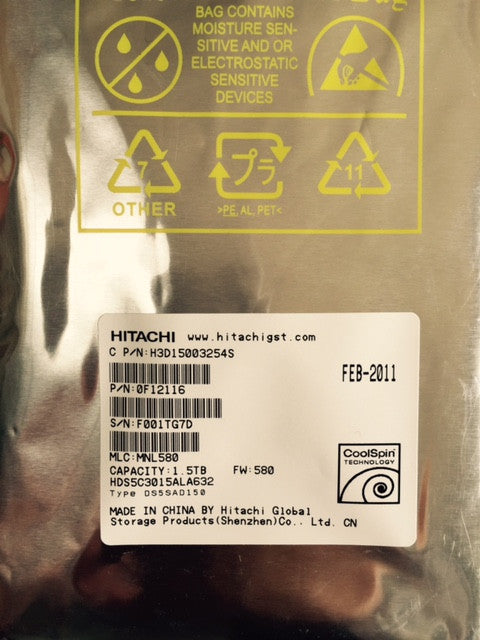 BAG CONTAINS
MOISTURE SEN-
SITIVE AND OR
ELECTROSTATIC
SENSITIVE
DEVICES
7
プラ
11
OTHER
>PE, AL, PET<
HITACHI www.hitachigst.com
C P/N:H3D15003254S
FEB-2011
P/N:0F12116
S/N:F001TG7D
MLC:MNL580
CAPACITY:1.5TB FW:580
HDS5C3015ALA632
Type DS5SAD150
CoolSpin™
TECHNOLOGY
MADE IN CHINA BY Hitachi Global
Storage Products(Shenzhen)Co.. Ltd. CN